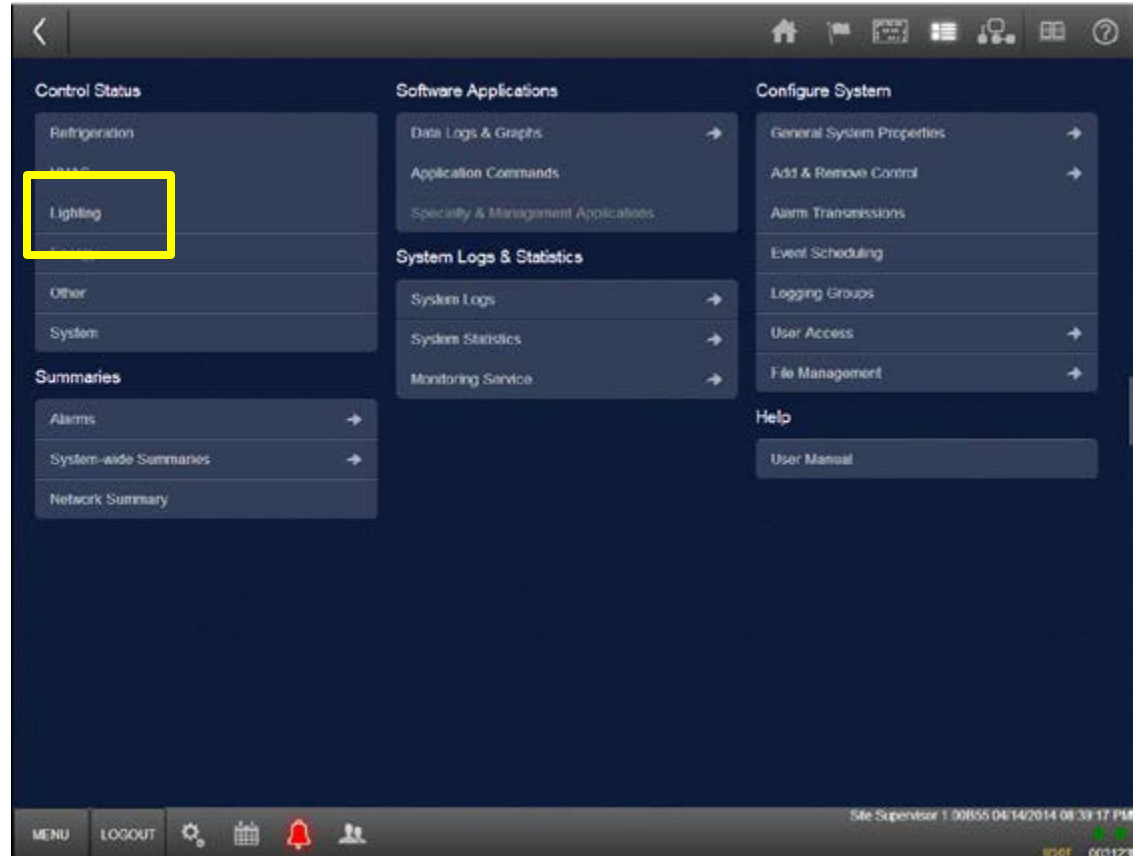 Control Status
Refrigeration
HVAC
Lighting
Other
System
Summaries
Alarms
System-wide Summaries
Network Summary
Software Applications
Data Logs & Graphs
Application Commands
Specialty & Management Applications
System Logs & Statistics
System Logs
System Statistics
Monitoring Service
Configure System
General System Properties
Add & Remove Control
Alarm Transmissions
Event Scheduling
Logging Groups
User Access
File Management
Help
User Manual
MENU LOGOUT
Site Supervisor 1.00B55 04/14/2014 08:39:17 PM
user 003123